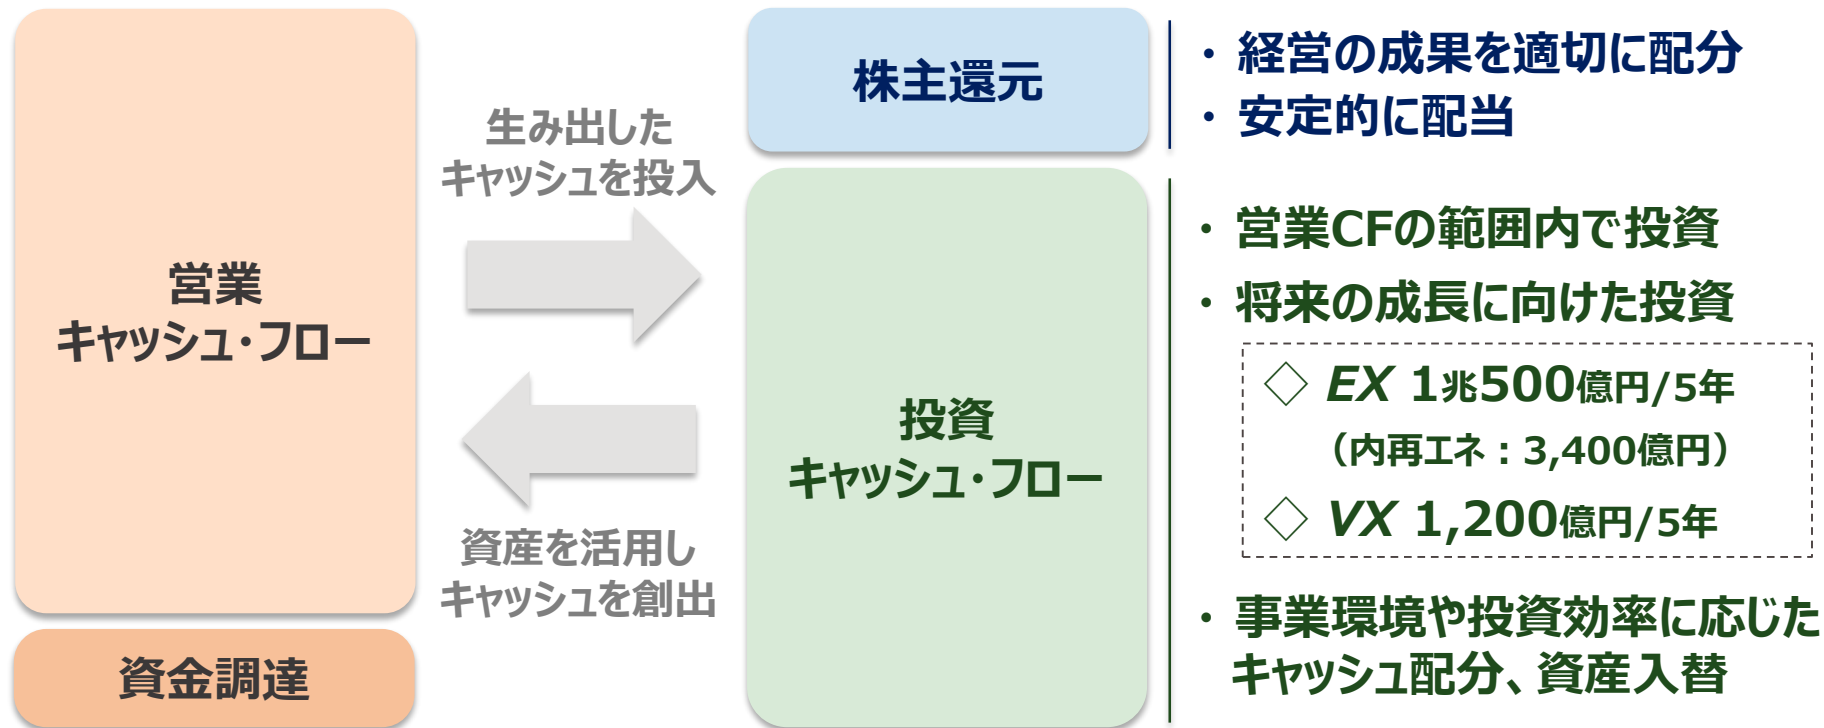 営業
キャッシュ・フロー
資金調達
生み出した
キャッシュを投入
資産を活用し
キャッシュを創出
株主還元
・ 経営の成果を適切に配分
・ 安定的に配当
投資
キャッシュ・フロー
・ 営業CFの範囲内で投資
・ 将来の成長に向けた投資
◇ EX 1兆500億円/5年
（内再エネ：3,400億円）
◇ VX 1,200億円/5年
・ 事業環境や投資効率に応じた
キャッシュ配分、資産入替